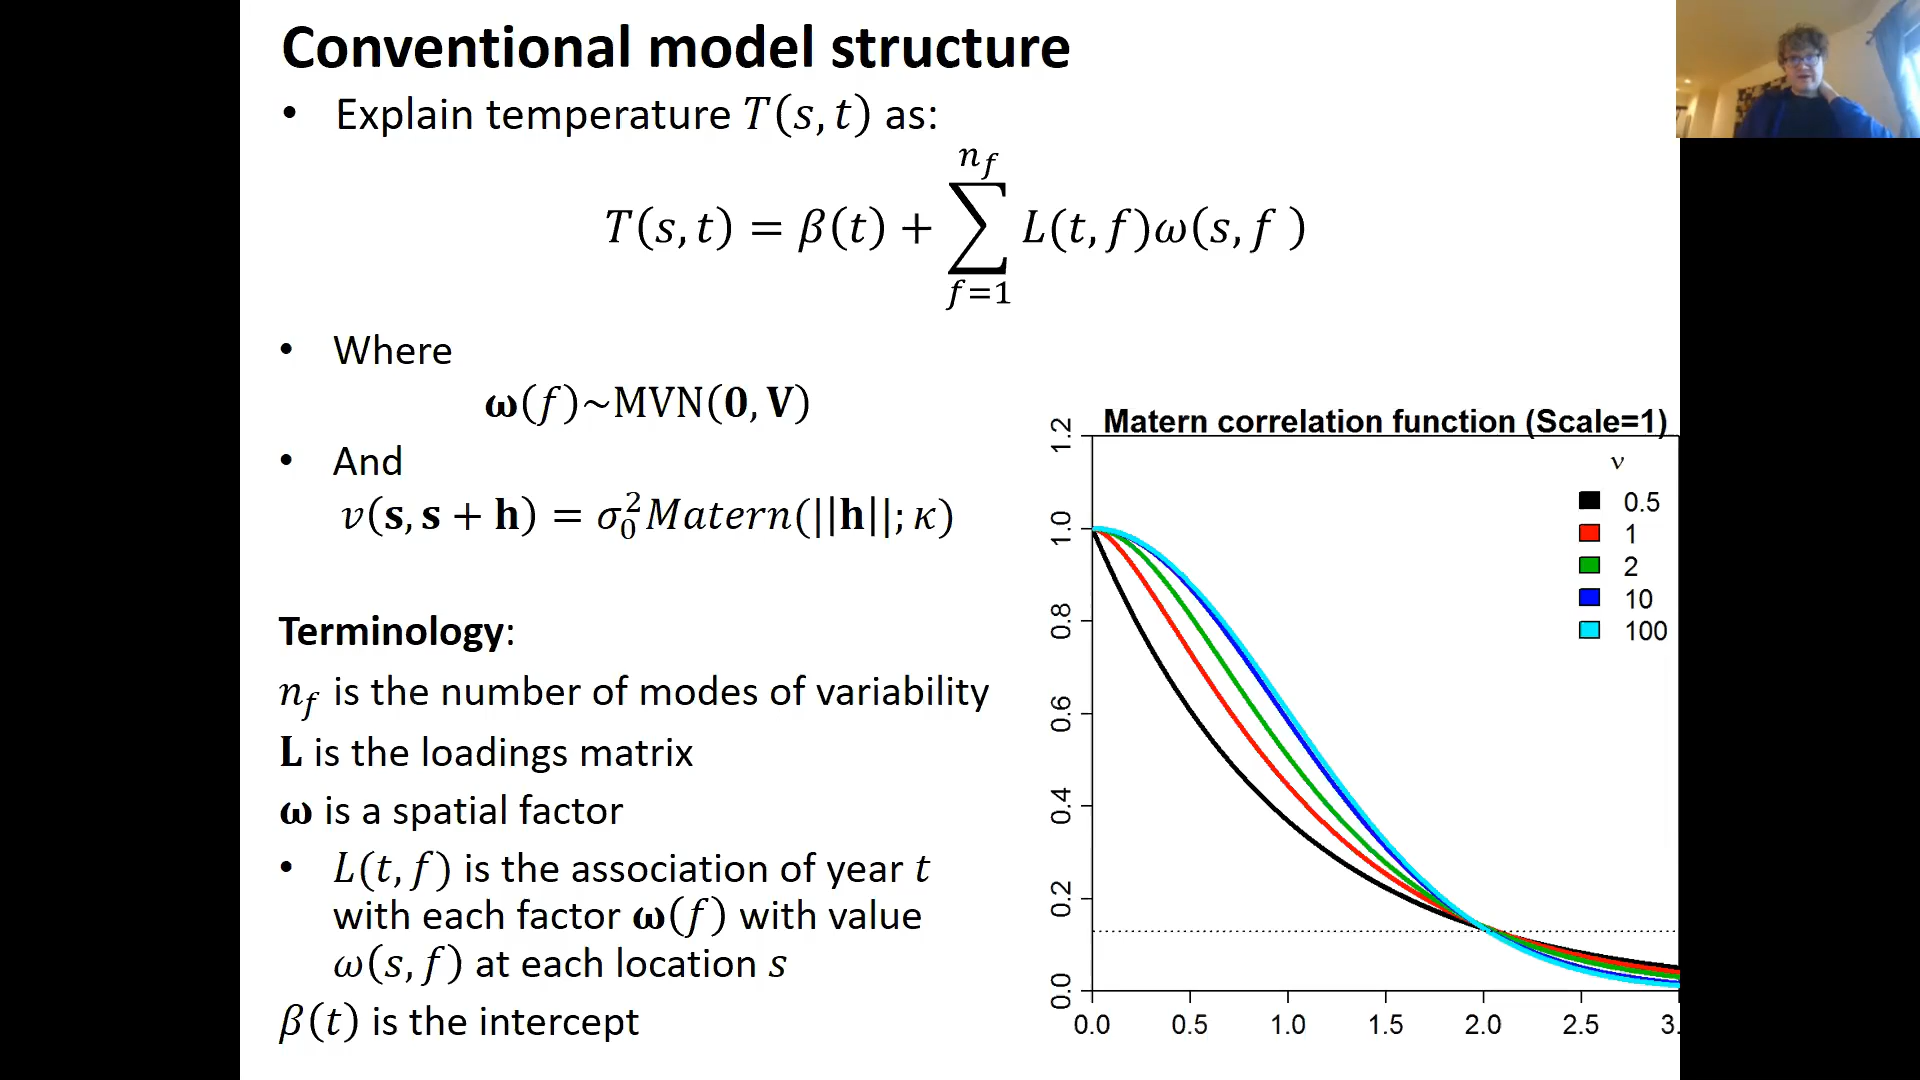 Conventional model structure
• Explain temperature T(s, t) as:
n_f
T(s, t) = β(t) + ∑ L(t, f)ω(s, f )
f=1
• Where
ω(f)~MVN(0, V)
• And
v(s, s + h) = σ₀²Matern(||h||; κ)
Terminology:
n_f is the number of modes of variability
L is the loadings matrix
ω is a spatial factor
• L(t, f) is the association of year t
with each factor ω(f) with value
ω(s, f) at each location s
β(t) is the intercept
Matern correlation function (Scale=1)
ν
0.5
1
2
10
100
1.2
1.0
0.8
0.6
0.4
0.2
0.0
0.0 0.5 1.0 1.5 2.0 2.5 3.